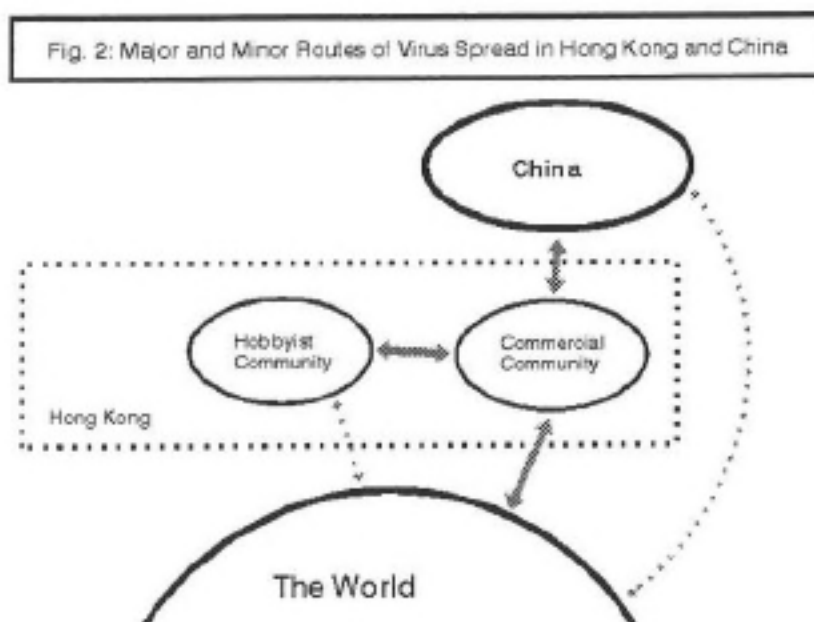 Fig. 2: Major and Minor Routes of Virus Spread in Hong Kong and China
China
Hobbyist
Community
Commercial
Community
Hong Kong
The World